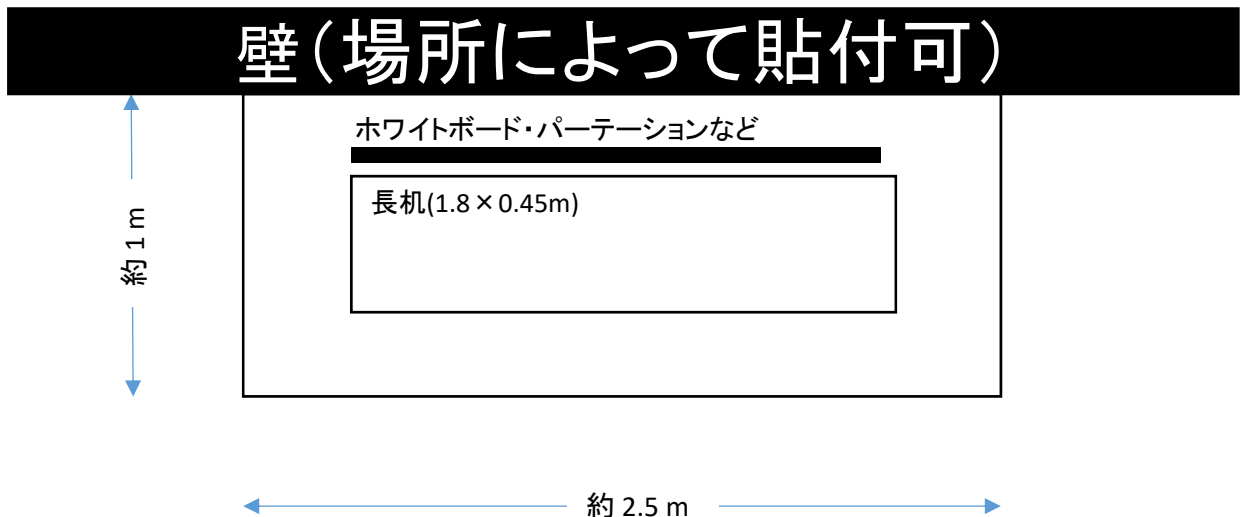 壁（場所によって貼付可）
ホワイトボード・パーテーションなど
長机(1.8×0.45m)
約 1 m
約 2.5 m